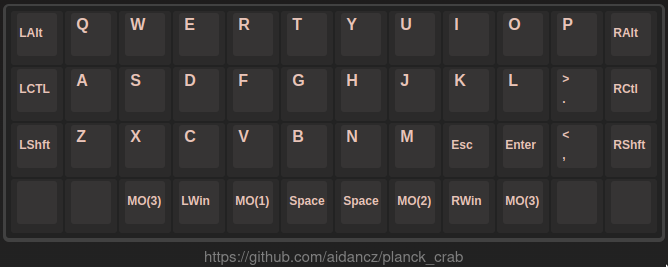 LAlt Q W E R T Y U I O P RAlt
LCTL A S D F G H J K L > . RCtl
LShft Z X C V B N M Esc Enter < , RShft
MO(3) LWin MO(1) Space Space MO(2) RWin MO(3)
https://github.com/aidancz/planck_crab